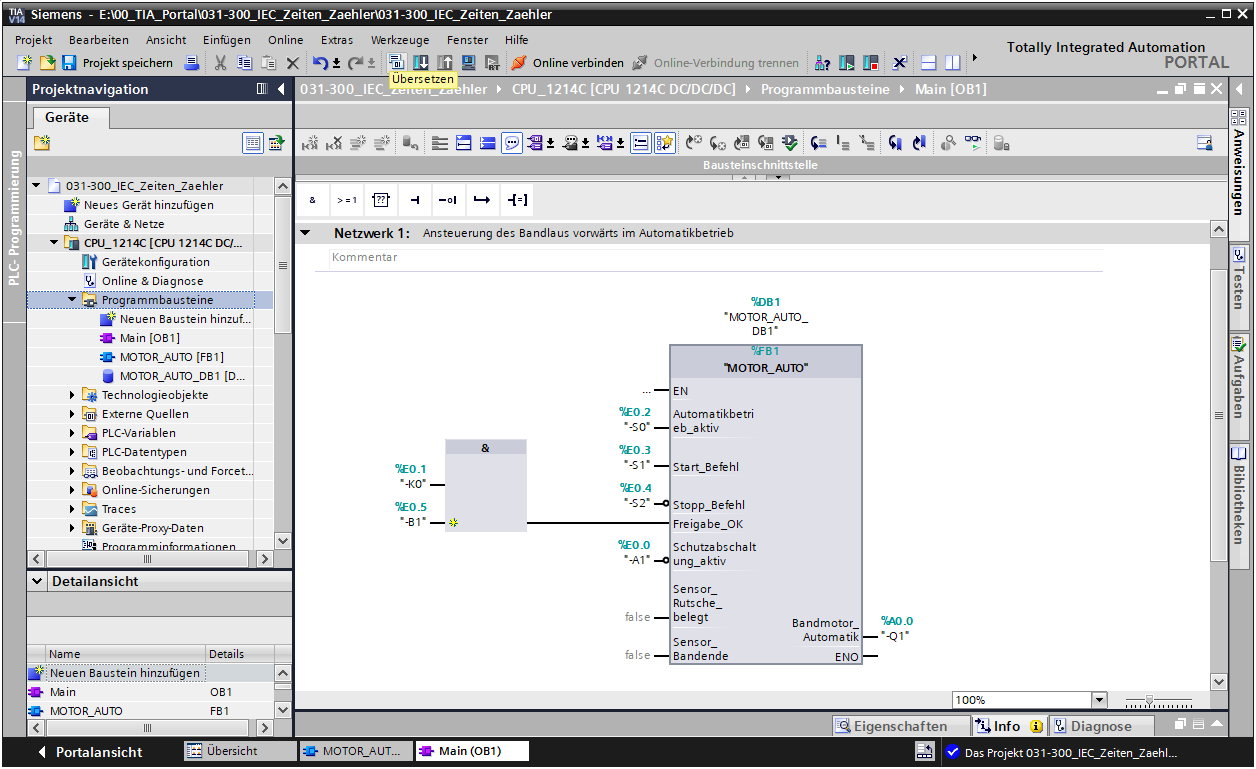 TIA
V14
Siemens - E:\00_TIA_Portal\031-300_IEC_Zeiten_Zaehler\031-300_IEC_Zeiten_Zaehler
Projekt Bearbeiten Ansicht Einfügen Online Extras Werkzeuge Fenster Hilfe
Totally Integrated Automation
PORTAL
Projekt speichern
RT
Online verbinden
Online-Verbindung trennen
Übersetzen
Projektnavigation
031-300_IEC_Zeiten_Zaehler CPU_1214C [CPU 1214C DC/DC/DC] Programmbausteine Main [OB1]
Geräte
PLC- Programmierung
Bausteinschnittstelle
031-300_IEC_Zeiten_Zaehler
Neues Gerät hinzufügen
Geräte & Netze
CPU_1214C [CPU 1214C DC/...
Gerätekonfiguration
Online & Diagnose
Programmbausteine
Neuen Baustein hinzuf...
Main [OB1]
MOTOR_AUTO [FB1]
MOTOR_AUTO_DB1 [D...
Technologieobjekte
Externe Quellen
PLC-Variablen
PLC-Datentypen
Beobachtungs- und Forcet...
Online-Sicherungen
Traces
Geräte-Proxy-Daten
Programminformationen
Detailansicht
Name Details
Neuen Baustein hinzufügen
Main OB1
MOTOR_AUTO FB1
& >=1 ?? -| -o| -[=]
Netzwerk 1: Ansteuerung des Bandlaus vorwärts im Automatikbetrieb
Kommentar
%DB1
"MOTOR_AUTO_
DB1"
%FB1
"MOTOR_AUTO"
... EN
%E0.2
"-S0"
Automatikbetri
eb_aktiv
%E0.3
"-S1" Start_Befehl
%E0.4
"-S2" Stopp_Befehl
&
%E0.1
"-K0"
%E0.5
"-B1"
Freigabe_OK
%E0.0
"-A1"
Schutzabschalt
ung_aktiv
Sensor_
Rutsche_
false belegt
Sensor_
false Bandende
Bandmotor_
Automatik
%A0.0
"-Q1"
ENO
100%
Anweisungen
Testen
Aufgaben
Bibliotheken
Eigenschaften Info Diagnose
Portalansicht Übersicht MOTOR_AUT... Main (OB1)
Das Projekt 031-300_IEC_Zeiten_Zaehl...